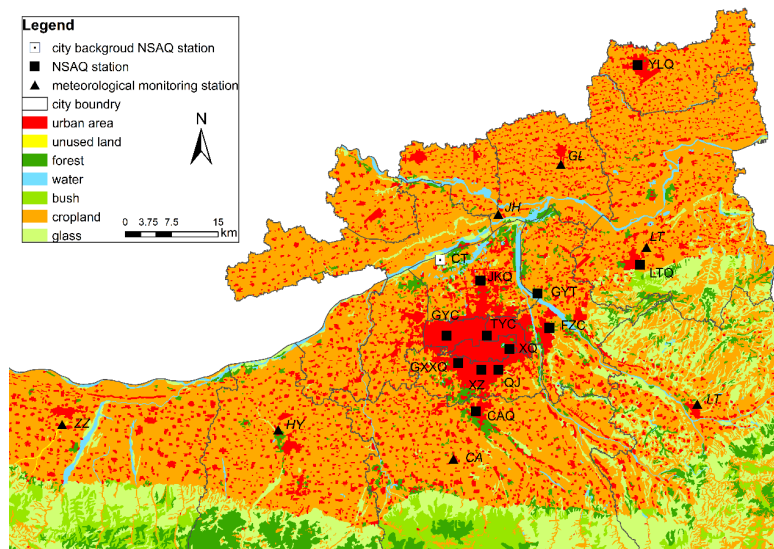 Legend
city backgroud NSAQ station
NSAQ station
meteorological monitoring station
city boundry
urban area
unused land
forest
water
bush
cropland
glass
N
0 3.75 7.5 15
km
YLQ
GL
JH
LT
CT
LTQ
JKQ
GYT
GYC
TYC
FZC
XQ
GXXQ
XZ
QJ
LT
CAQ
ZZ
HY
CA